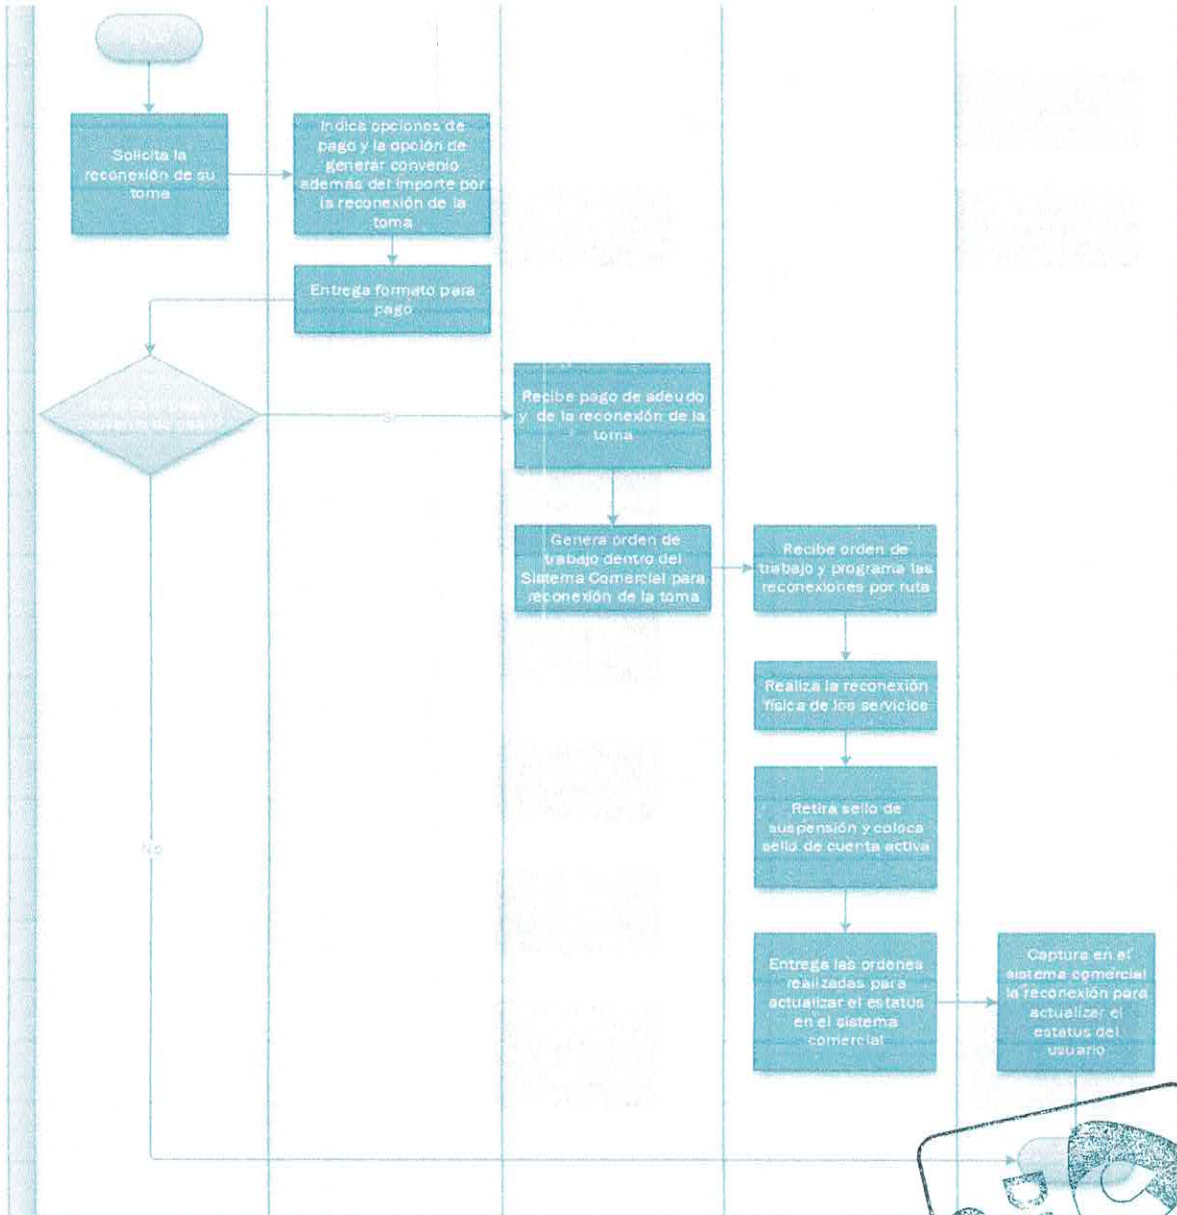 Solicita la
reconexión de su
toma
Indica opciones de
pago y la opción de
generar convenio
además del importe por
la reconexión de la
toma
Entrega formato para
pago
convenio de pago?
Si
Recibe pago de adeudo
y de la reconexión de la
toma
Genera orden de
trabajo dentro del
Sistema Comercial para
reconexión de la toma
Recibe orden de
trabajo y programa las
reconexiones por ruta
Realiza la reconexión
física de los servicios
Retira sello de
suspensión y coloca
sello de cuenta activa
No
Entrega las ordenes
realizadas para
actualizar el estatus
en el sistema
comercial
Captura en el
sistema comercial
la reconexión para
actualizar el
estatus del
usuario